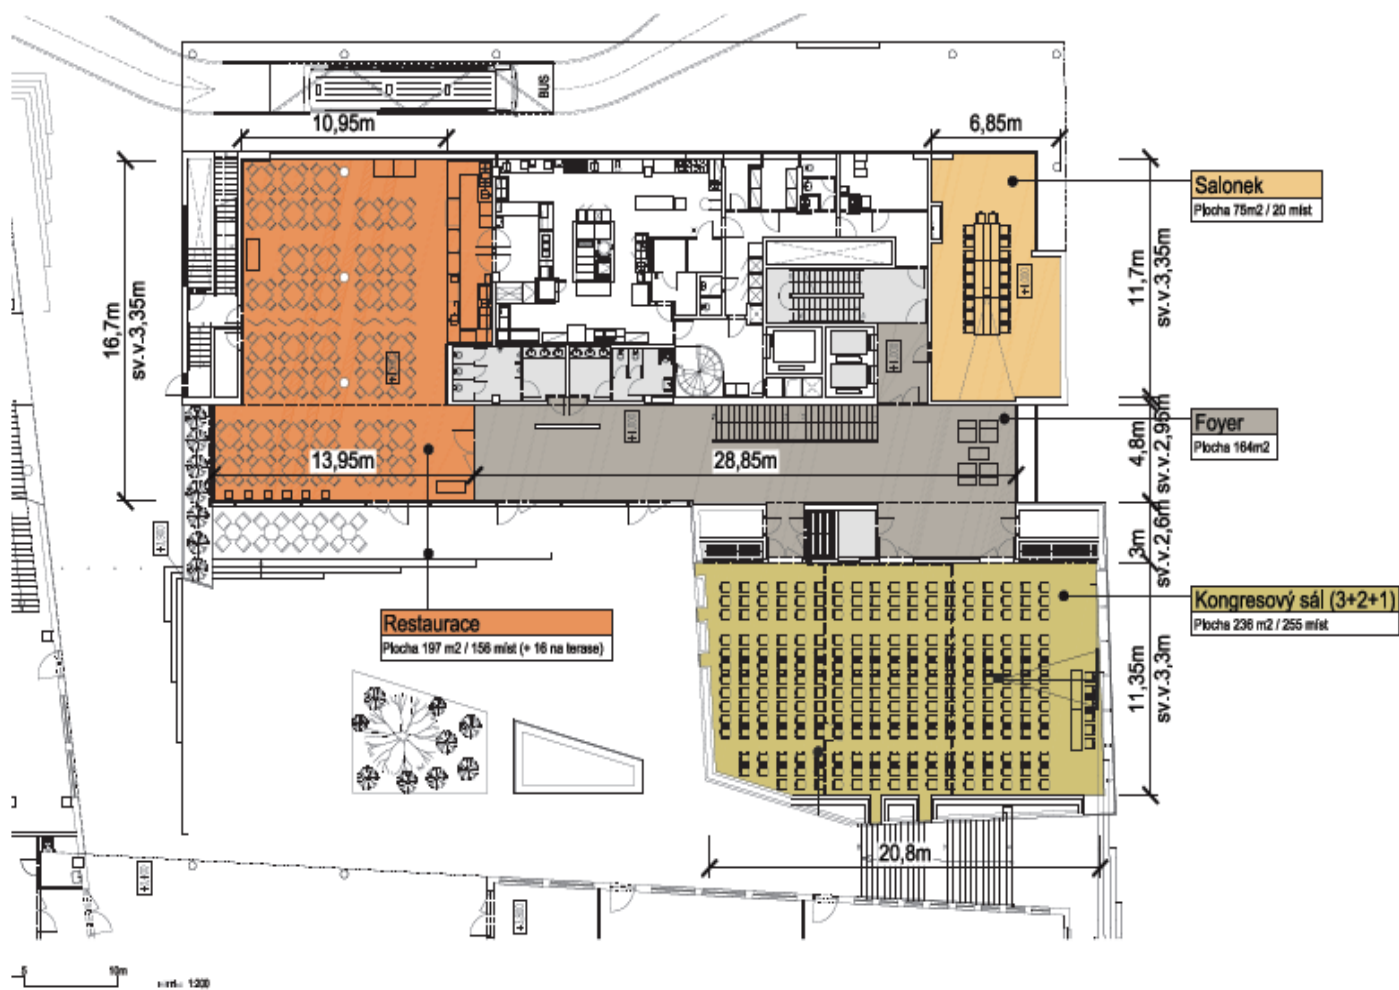 BUS
10,95m
6,85m
16,7m
sv.v.3,35m
11,7m
sv.v.3,35m
Salonek
Plocha 75m2 / 20 míst
Foyer
Plocha 164m2
13,95m
28,85m
4,8m
sv.v.2,95m
3m
sv.v.2,6m
Restaurace
Plocha 197 m2 / 156 míst (+ 16 na terase)
Kongresový sál (3+2+1)
Plocha 236 m2 / 255 míst
11,35m
sv.v.3,3m
20,8m
5
10m
1:200